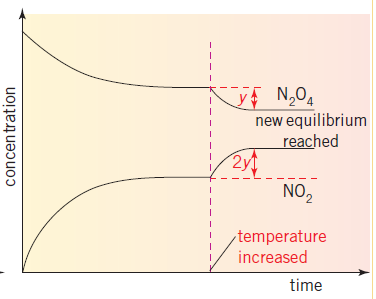 concentration
y
N₂O₄
new equilibrium
reached
2y
NO₂
temperature
increased
time